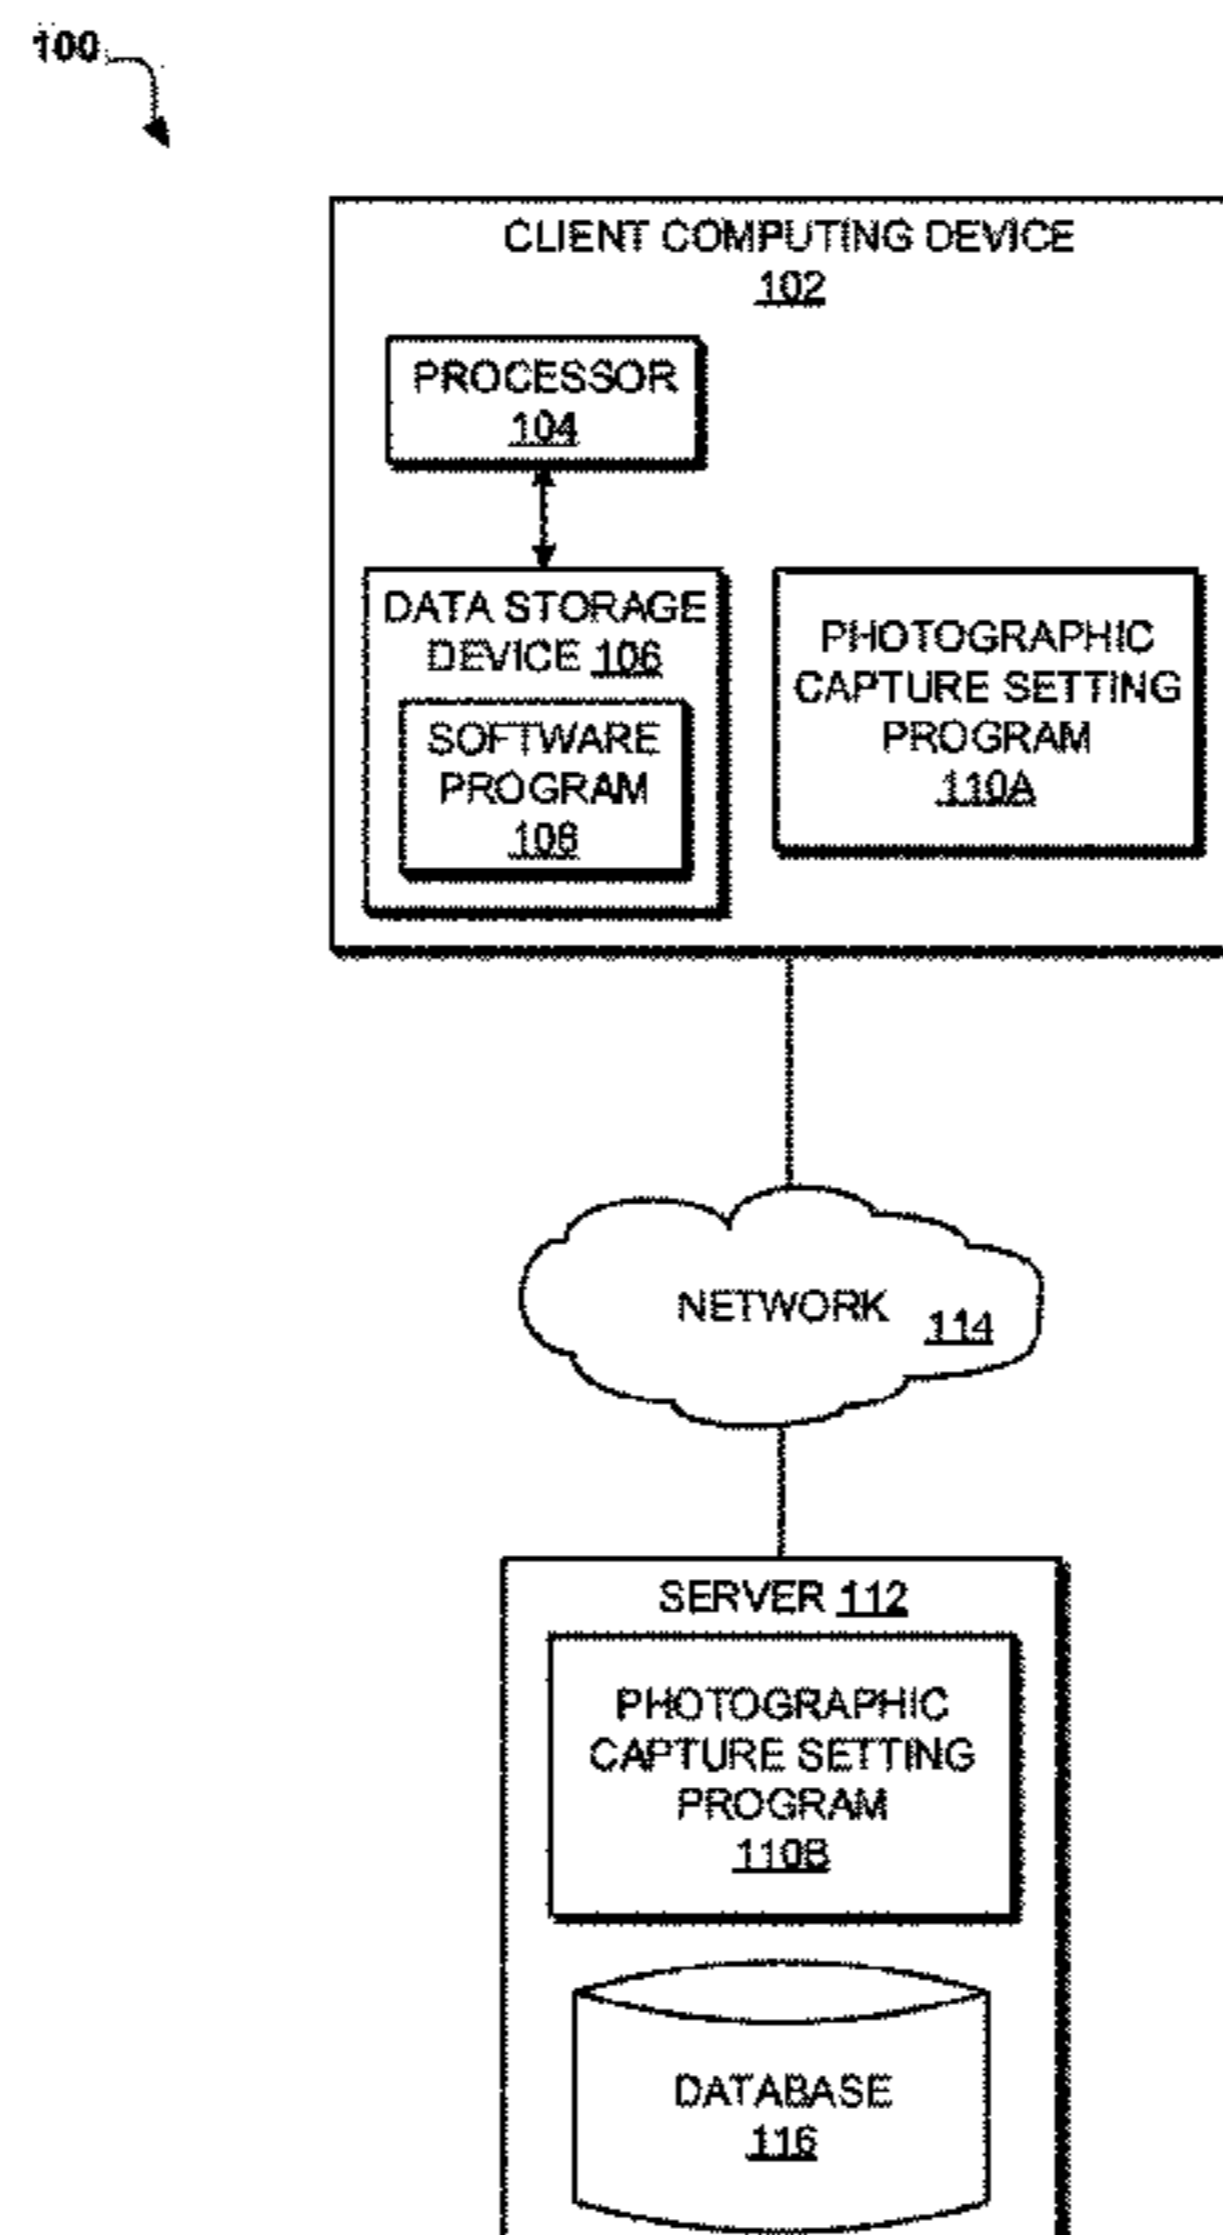 100
CLIENT COMPUTING DEVICE
102
PROCESSOR
104
DATA STORAGE
DEVICE 106
SOFTWARE
PROGRAM
108
PHOTOGRAPHIC
CAPTURE SETTING
PROGRAM
110A
NETWORK 114
SERVER 112
PHOTOGRAPHIC
CAPTURE SETTING
PROGRAM
110B
DATABASE
116